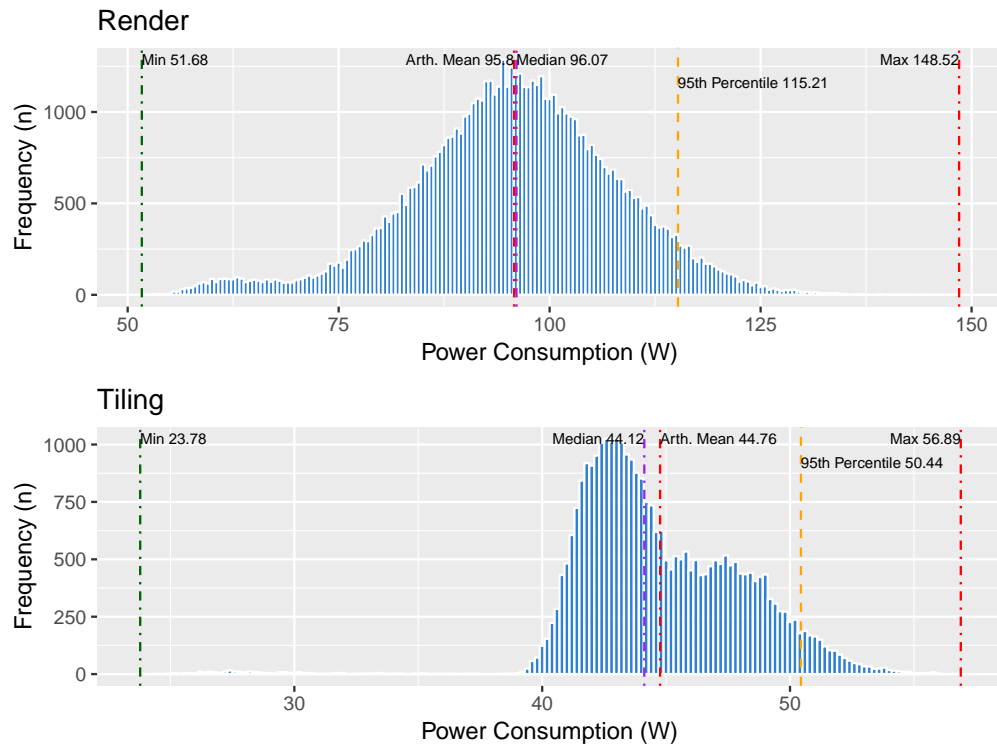 Render
Min 51.68
Arth. Mean 95.8
Median 96.07
Max 148.52
95th Percentile 115.21
Frequency (n)
1000
500
0
50
75
100
125
150
Power Consumption (W)
Tiling
Min 23.78
Median 44.12
Arth. Mean 44.76
Max 56.89
95th Percentile 50.44
Frequency (n)
1000
750
500
250
0
30
40
50
Power Consumption (W)